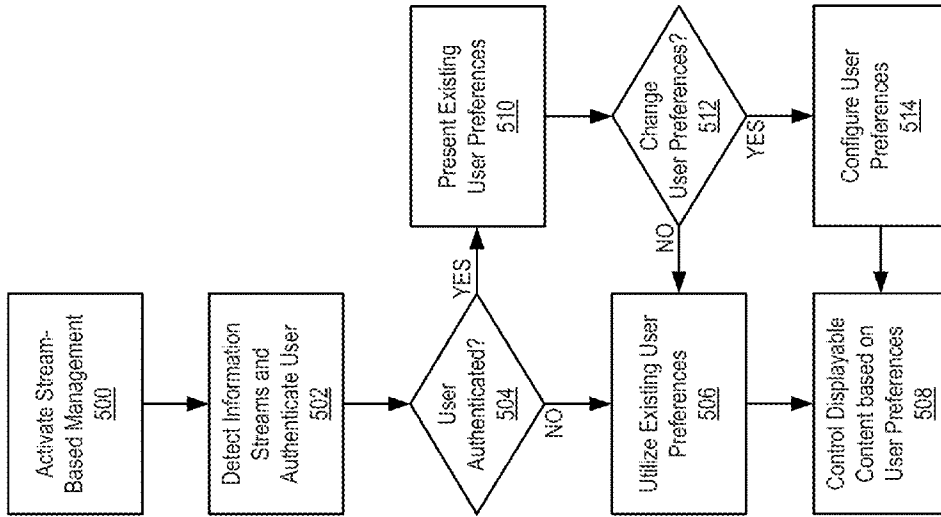 Activate Stream-
Based Management
500
Detect Information
Streams and
Authenticate User
502
User
Authenticated?
504
YES
NO
Present Existing
User Preferences
510
Change
User Preferences?
512
NO
YES
Utilize Existing User
Preferences
506
Configure User
Preferences
514
Control Displayable
Content based on
User Preferences
508